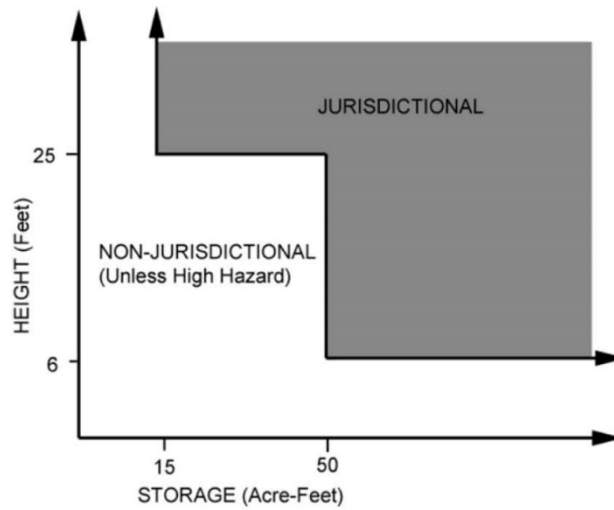 JURISDICTIONAL
25
HEIGHT (Feet)
NON-JURISDICTIONAL
(Unless High Hazard)
6
15
50
STORAGE (Acre-Feet)